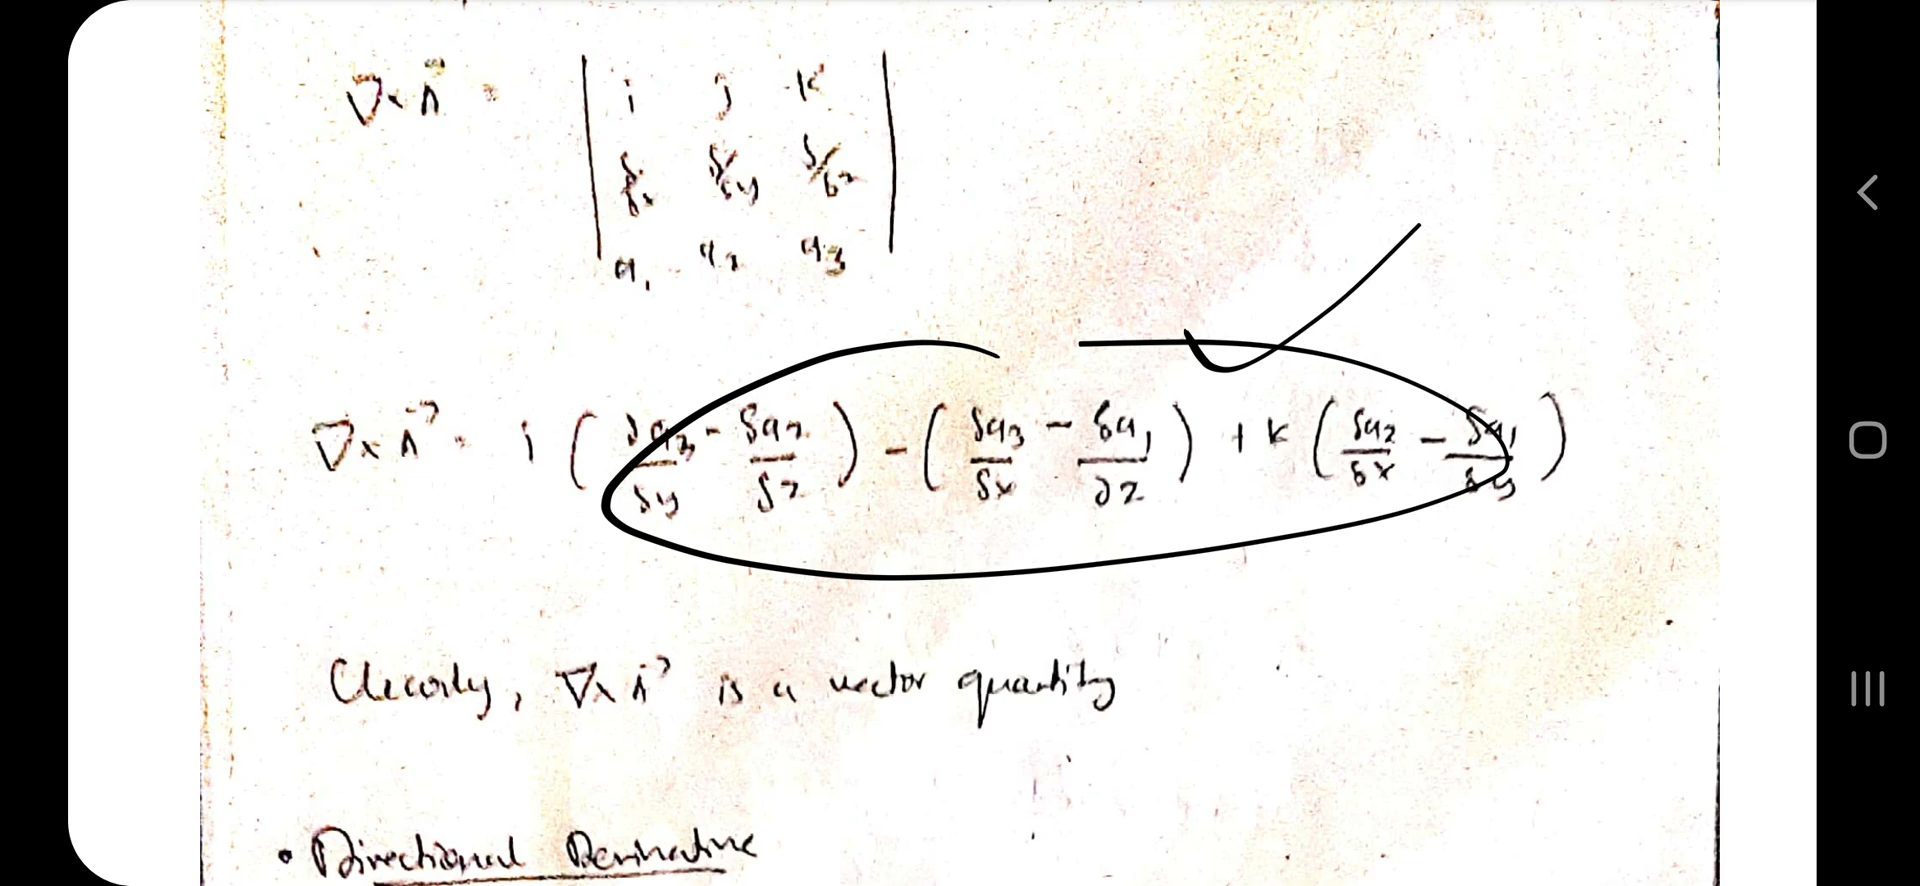 ∇×A⃗ =
| i j k |
| δ/δx δ/δy δ/δz |
| a₁ a₂ a₃ |
∇×A⃗ = i (∂a₃/δy - δa₂/δz) - (δa₃/δx - δa₁/∂z) + k (δa₂/δx - δa₁/δy)
Clearly, ∇×A⃗ is a vector quantity
• Directional Derivative